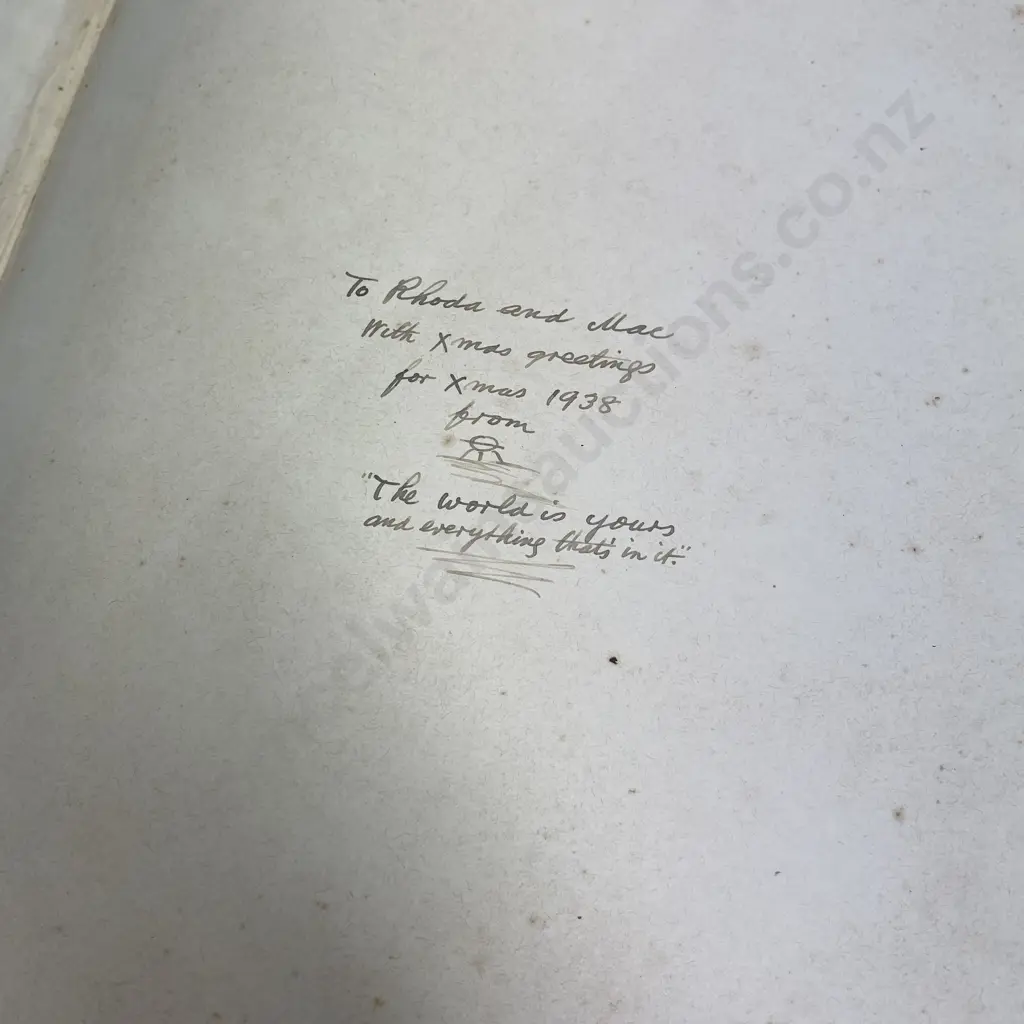 To Rhoda and Mac
With Xmas greetings
for Xmas 1938
from
"The world is yours
and everything that's in it."